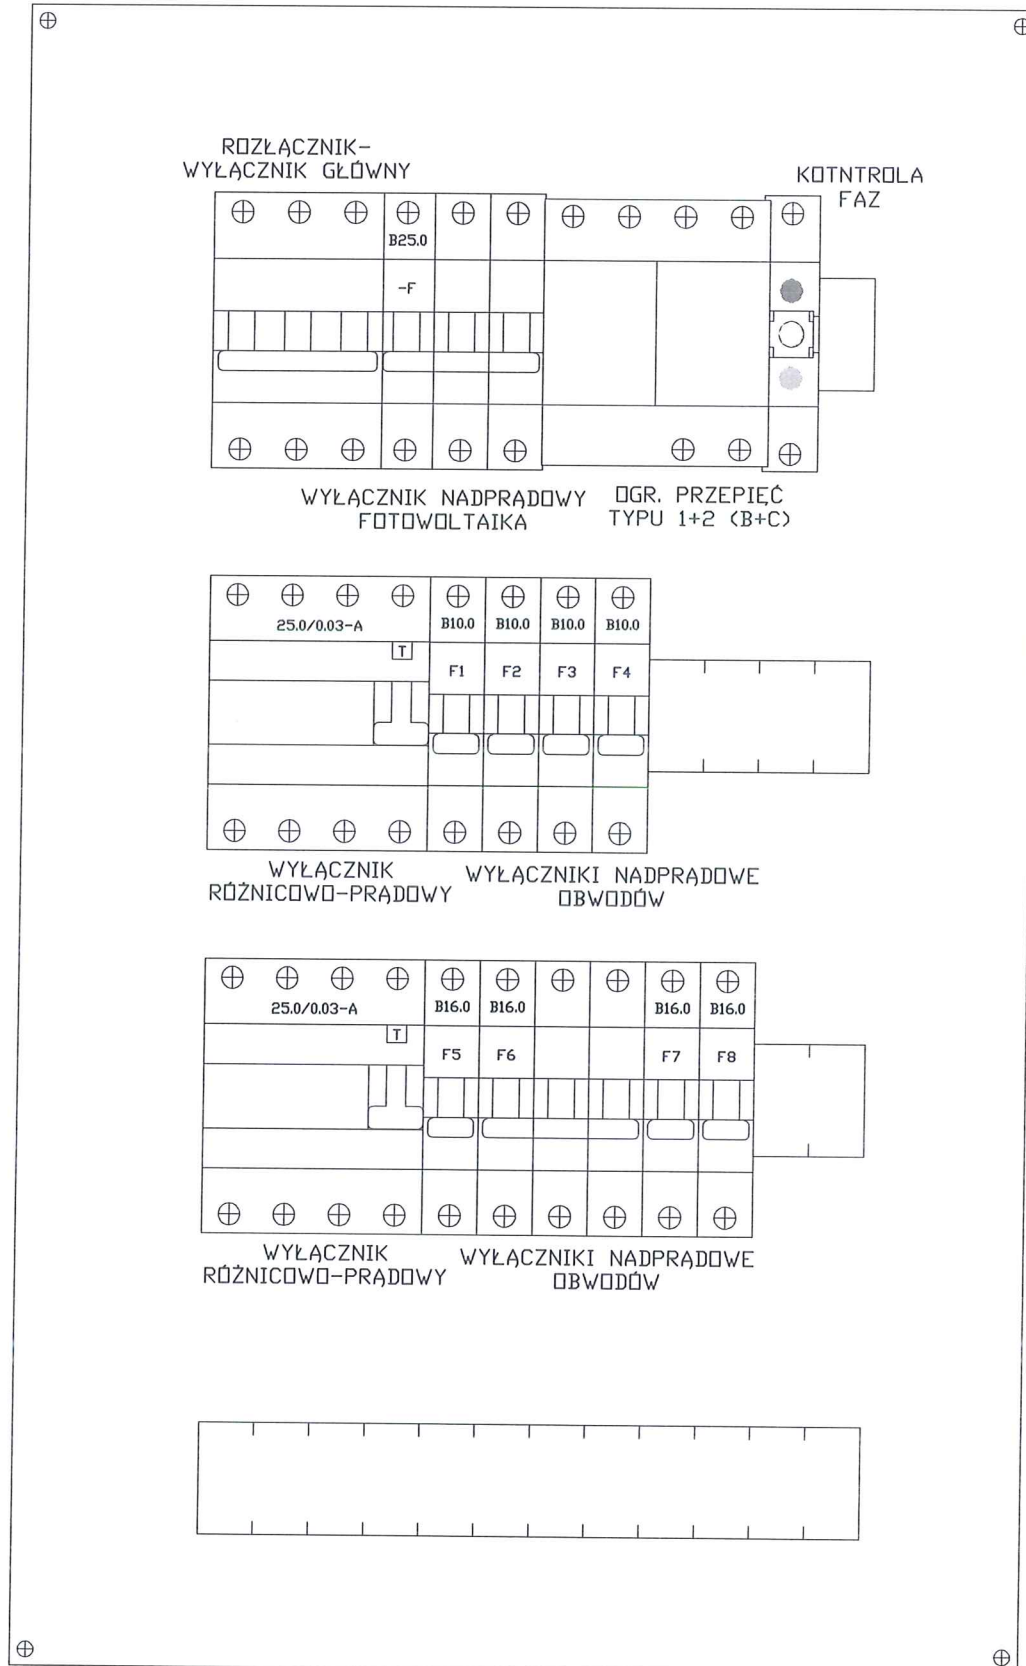 ROZŁĄCZNIK-
WYŁĄCZNIK GŁÓWNY
KOTNTROLA
FAZ
B25.0
-F
WYŁĄCZNIK NADPRĄDOWY
FOTOWOLTAIKA
OGR. PRZEPIĘĆ
TYPU 1+2 (B+C)
25.0/0.03-A
B10.0 B10.0 B10.0 B10.0
T
F1 F2 F3 F4
WYŁĄCZNIK
RÓŻNICOWO-PRĄDOWY
WYŁĄCZNIKI NADPRĄDOWE
OBWODÓW
25.0/0.03-A
B16.0 B16.0 B16.0 B16.0
T
F5 F6 F7 F8
WYŁĄCZNIK
RÓŻNICOWO-PRĄDOWY
WYŁĄCZNIKI NADPRĄDOWE
OBWODÓW